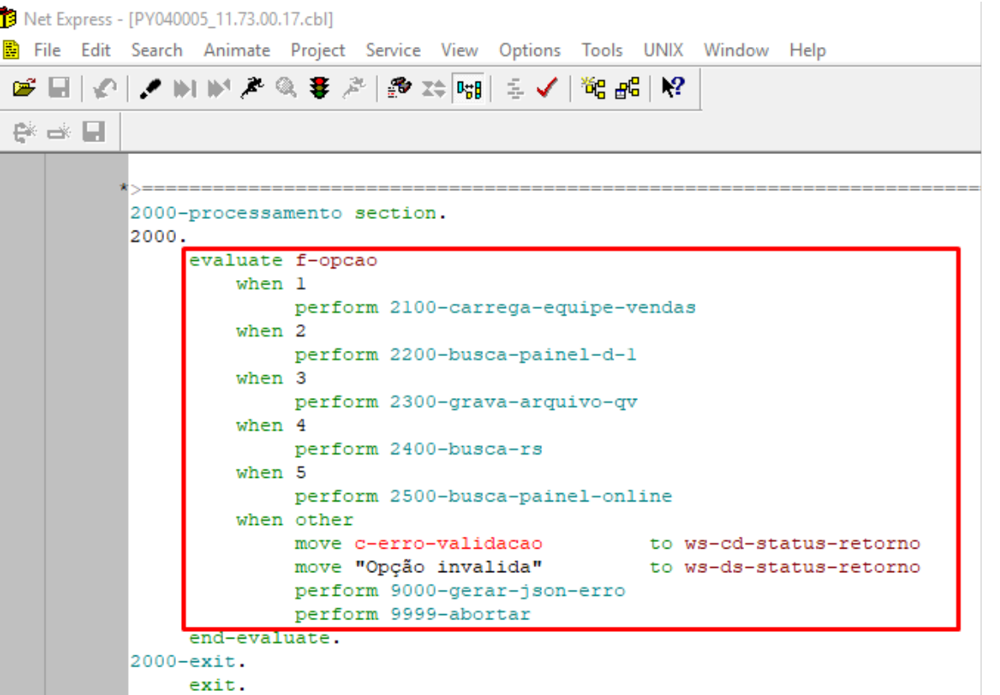 Net Express - [PY040005_11.73.00.17.cbl]
File Edit Search Animate Project Service View Options Tools UNIX Window Help
*>==================================================================
2000-processamento section.
2000.
evaluate f-opcao
when 1
perform 2100-carrega-equipe-vendas
when 2
perform 2200-busca-painel-d-1
when 3
perform 2300-grava-arquivo-qv
when 4
perform 2400-busca-rs
when 5
perform 2500-busca-painel-online
when other
move c-erro-validacao to ws-cd-status-retorno
move "Opção invalida" to ws-ds-status-retorno
perform 9000-gerar-json-erro
perform 9999-abortar
end-evaluate.
2000-exit.
exit.